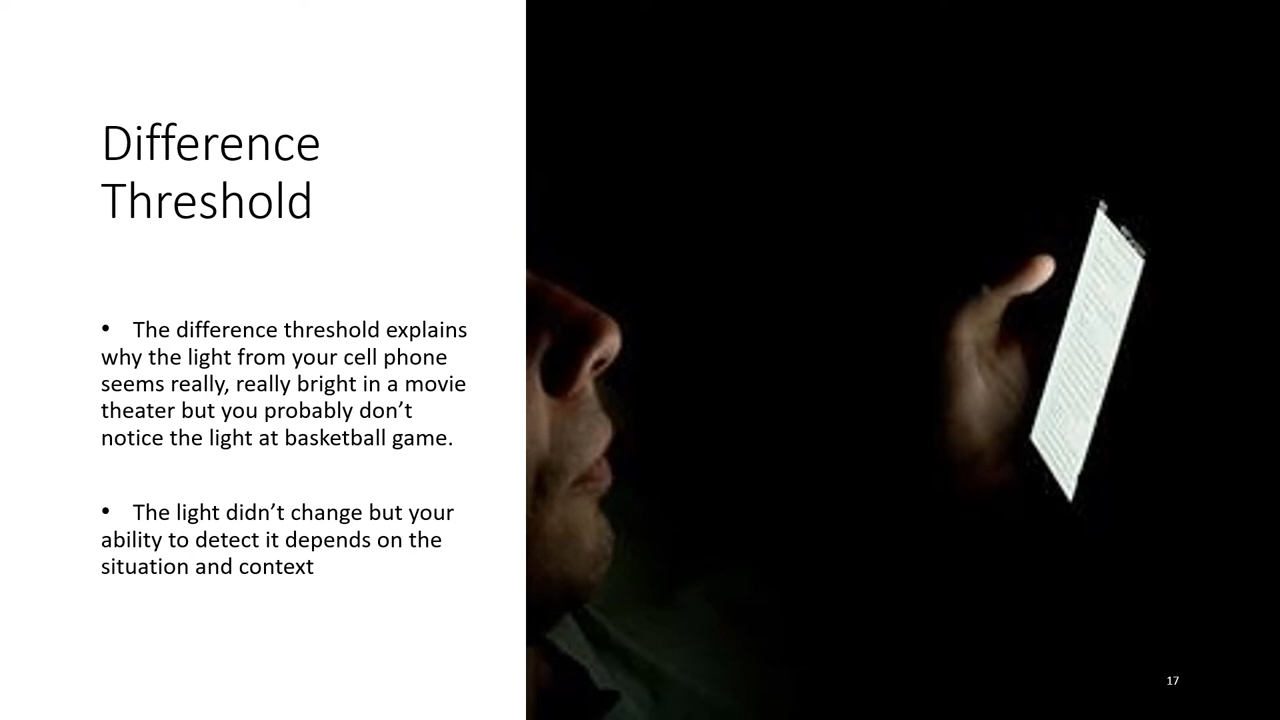 Difference
Threshold
• The difference threshold explains
why the light from your cell phone
seems really, really bright in a movie
theater but you probably don’t
notice the light at basketball game.
• The light didn’t change but your
ability to detect it depends on the
situation and context
17